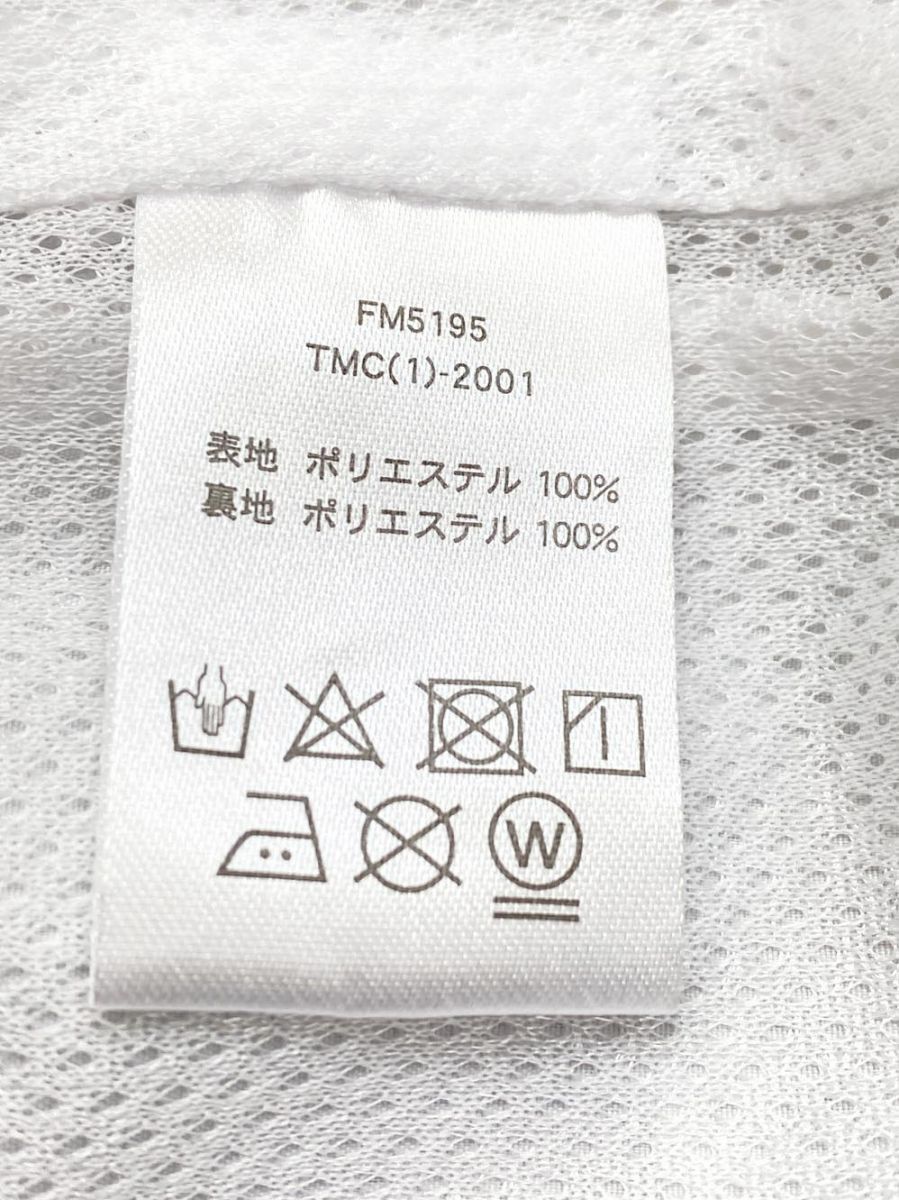 FM5195
TMC(1)-2001
表地 ポリエステル 100%
裏地 ポリエステル 100%
W